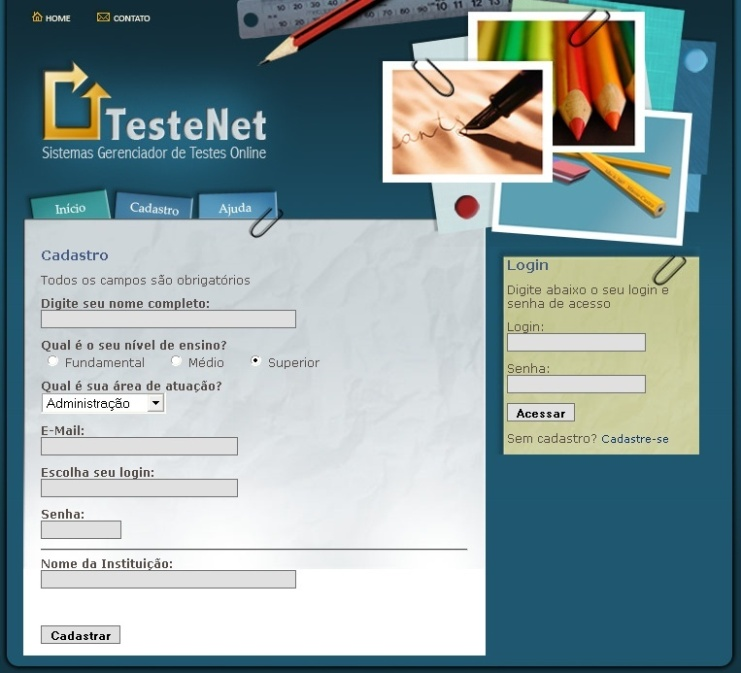 HOME
CONTATO
TesteNet
Sistemas Gerenciador de Testes Online
Início
Cadastro
Ajuda
Cadastro
Todos os campos são obrigatórios
Digite seu nome completo:
Qual é o seu nível de ensino?
Fundamental Médio Superior
Qual é sua área de atuação?
Administração
E-Mail:
Escolha seu login:
Senha:
Nome da Instituição:
Cadastrar
Login
Digite abaixo o seu login e
senha de acesso
Login:
Senha:
Acessar
Sem cadastro? Cadastre-se